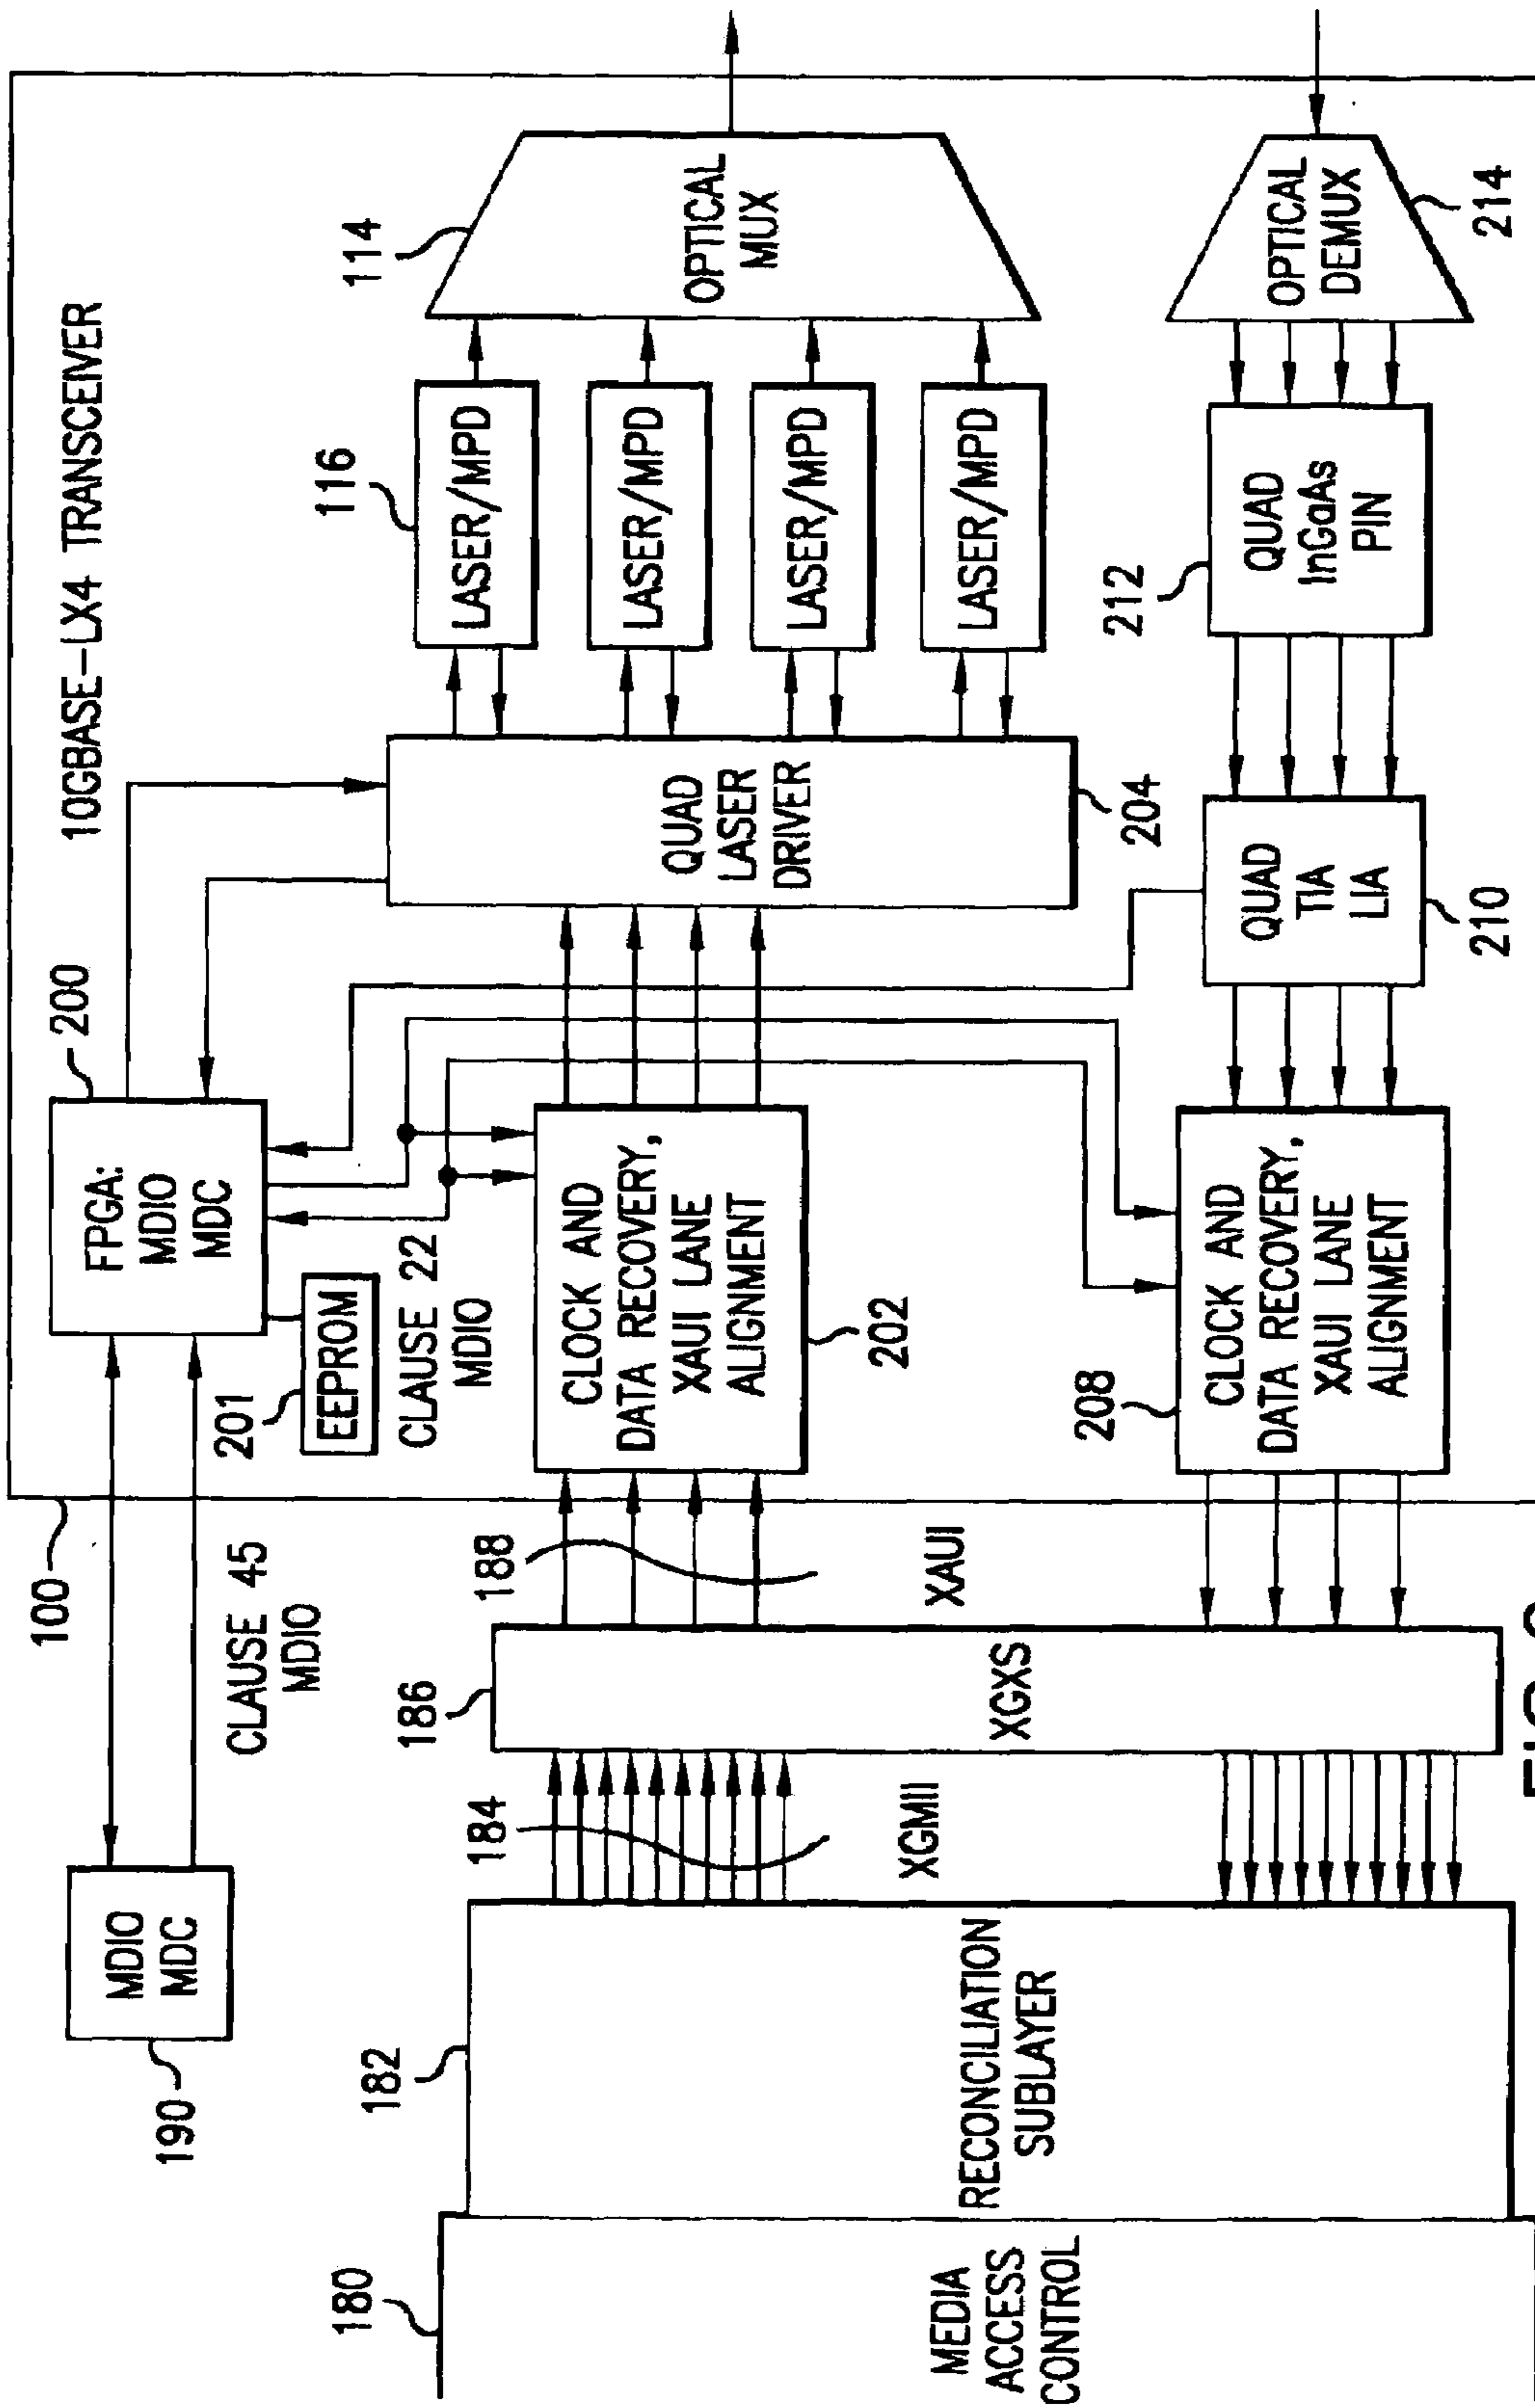 100
10GBASE-LX4 TRANSCEIVER
190
MDIO
MDC
CLAUSE 45
MDIO
200
FPGA:
MDIO
MDC
201
EEPROM
CLAUSE 22
MDIO
180
MEDIA
ACCESS
CONTROL
182
RECONCILIATION
SUBLAYER
184
XGMII
186
XGXS
188
XAUI
CLOCK AND
DATA RECOVERY,
XAUI LANE
ALIGNMENT
202
QUAD
LASER
DRIVER
204
116
LASER/MPD
LASER/MPD
LASER/MPD
LASER/MPD
114
OPTICAL
MUX
208
CLOCK AND
DATA RECOVERY,
XAUI LANE
ALIGNMENT
QUAD
TIA
LIA
210
212
QUAD
InGaAs
PIN
OPTICAL
DEMUX
214